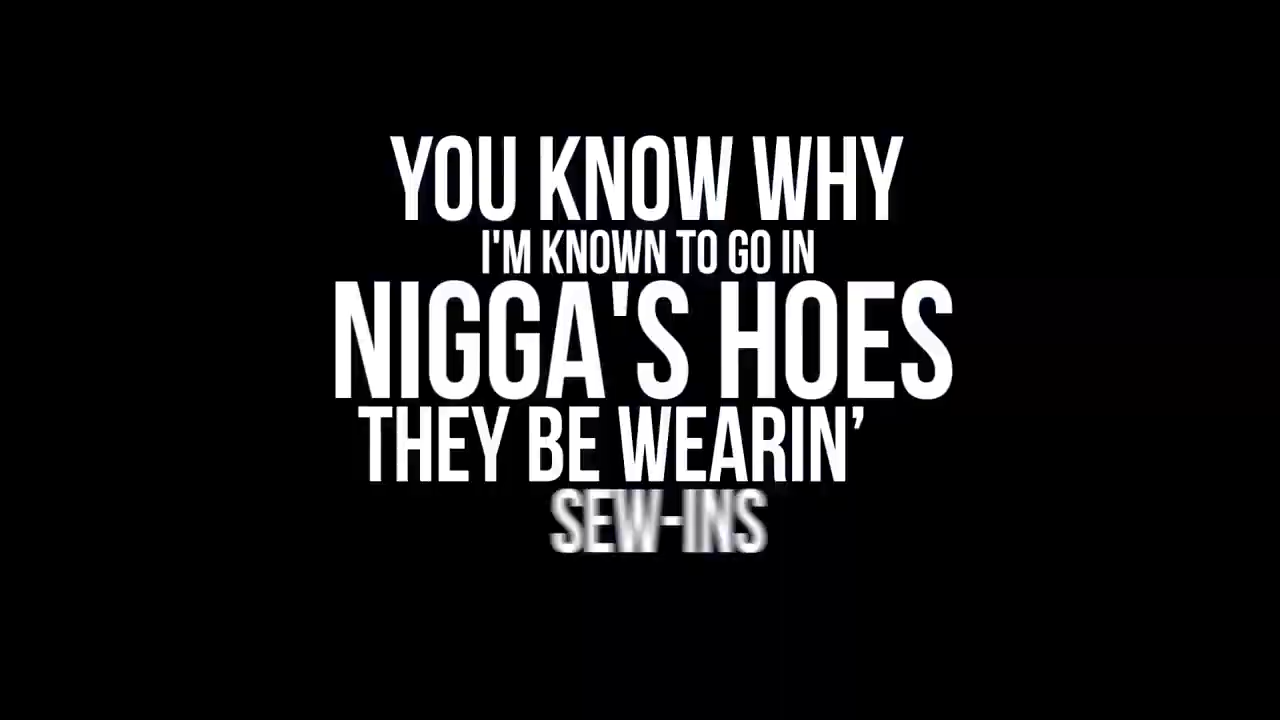 YOU KNOW WHY
I'M KNOWN TO GO IN
NIGGA'S HOES
THEY BE WEARIN’
SEW-INS